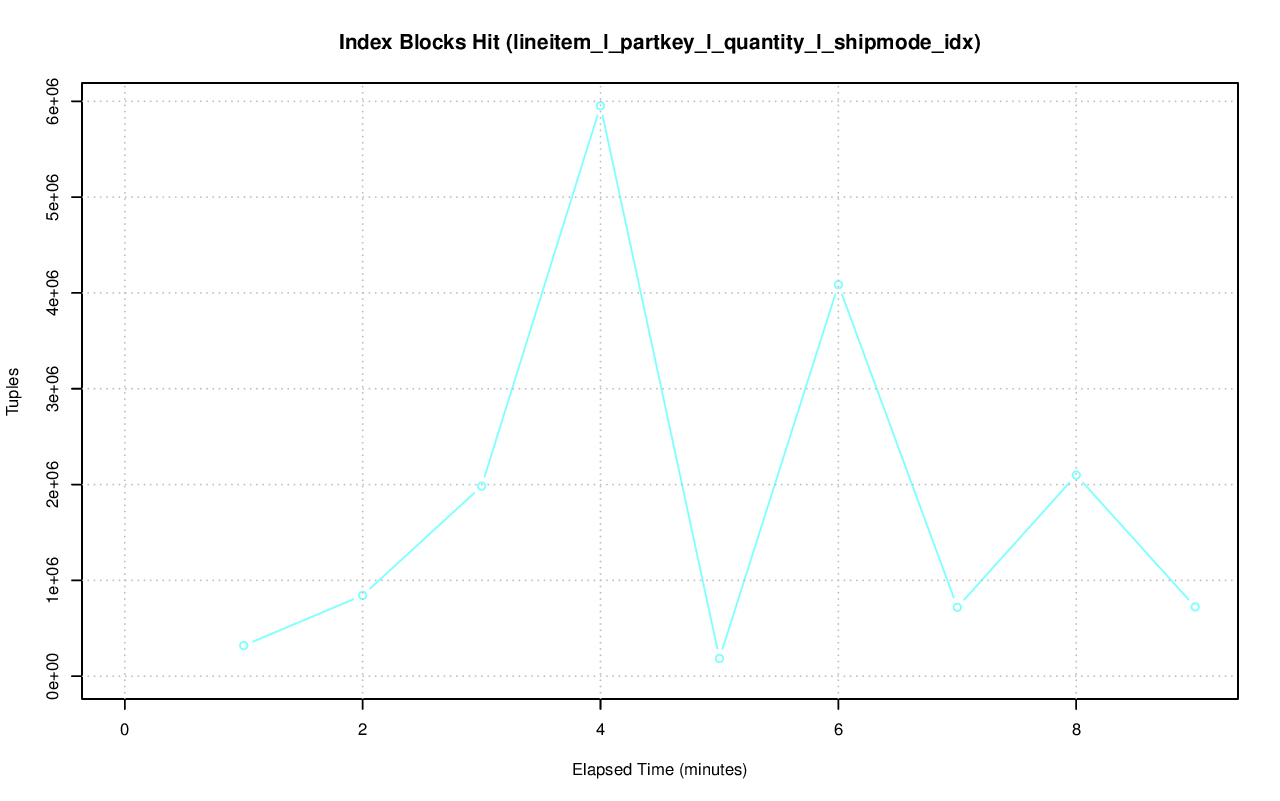 Index Blocks Hit (lineitem_l_partkey_l_quantity_l_shipmode_idx)
Tuples
6e+06
5e+06
4e+06
3e+06
2e+06
1e+06
0e+00
0 2 4 6 8
Elapsed Time (minutes)